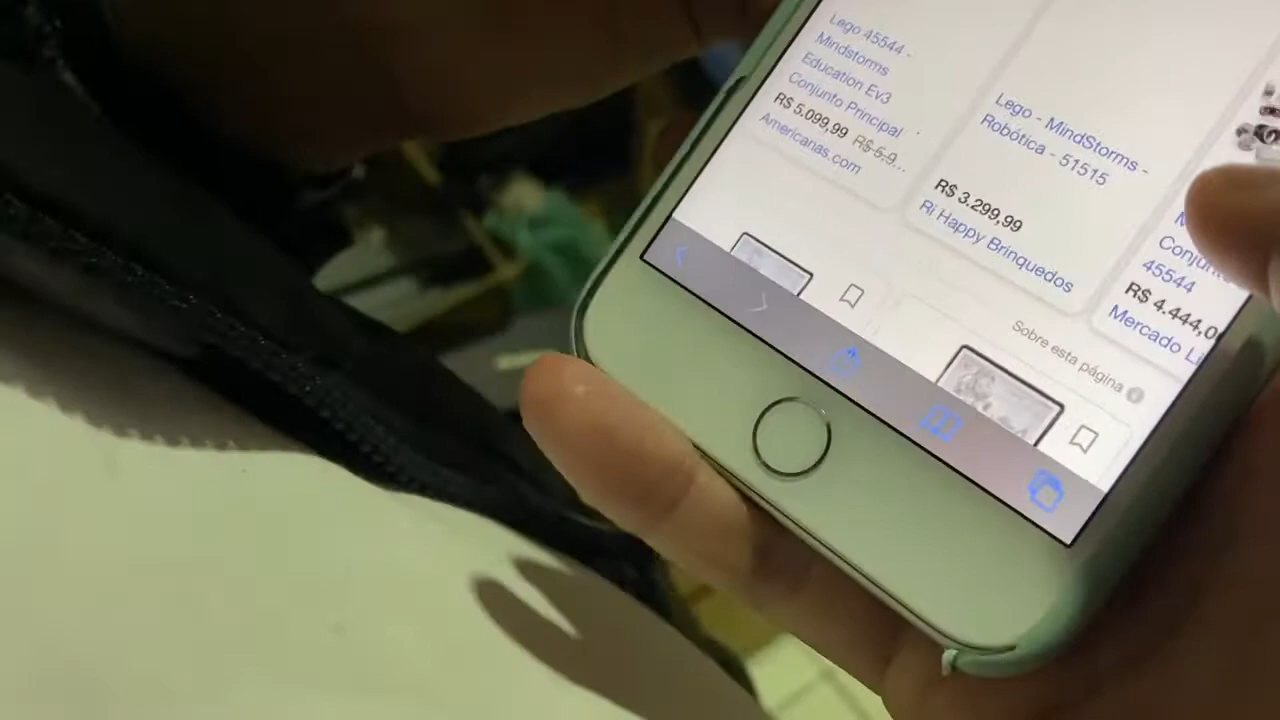 Lego 45544 -
Mindstorms
Education Ev3
Conjunto Principal
R$ 5.099,99 R$ 5,9...
Americanas.com
Lego - MindStorms -
Robótica - 51515
R$ 3.299,99
Ri Happy Brinquedos
45544
R$ 4.444,0
Mercado Li
Sobre esta página